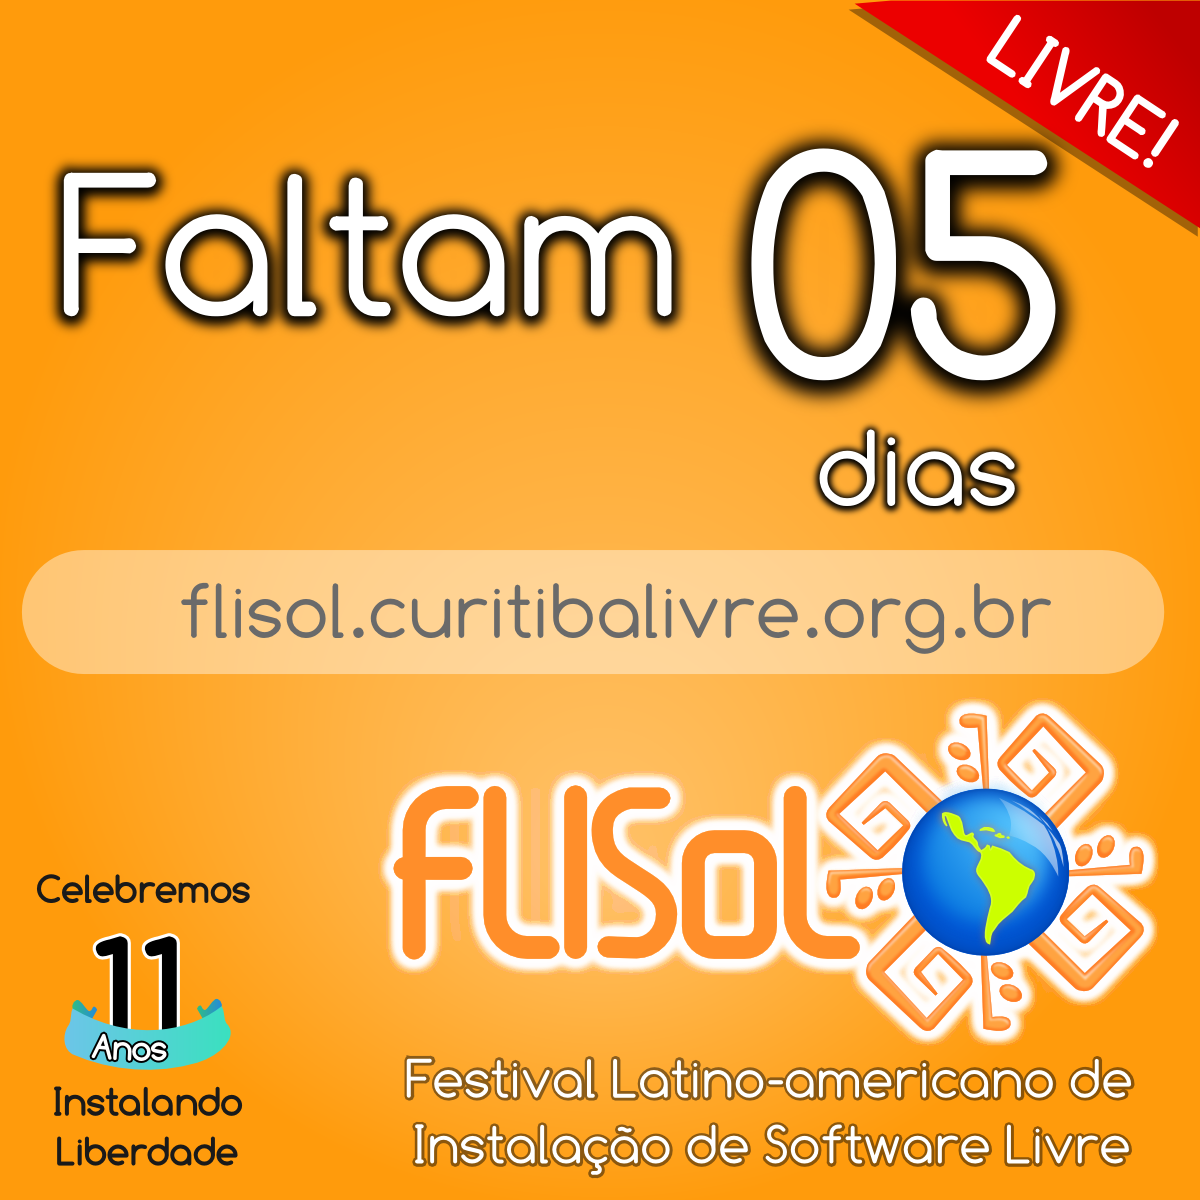 LIVRE!
Faltam 05
dias
flisol.curitibalivre.org.br
FLISoL
Celebremos
11
Anos
Instalando
Liberdade
Festival Latino-americano de
Instalação de Software Livre